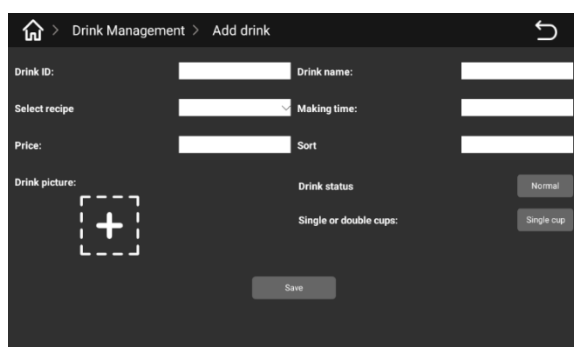 > Drink Management > Add drink
Drink ID: Drink name:
Select recipe Making time:
Price: Sort
Drink picture: Drink status Normal
Single or double cups: Single cup
Save